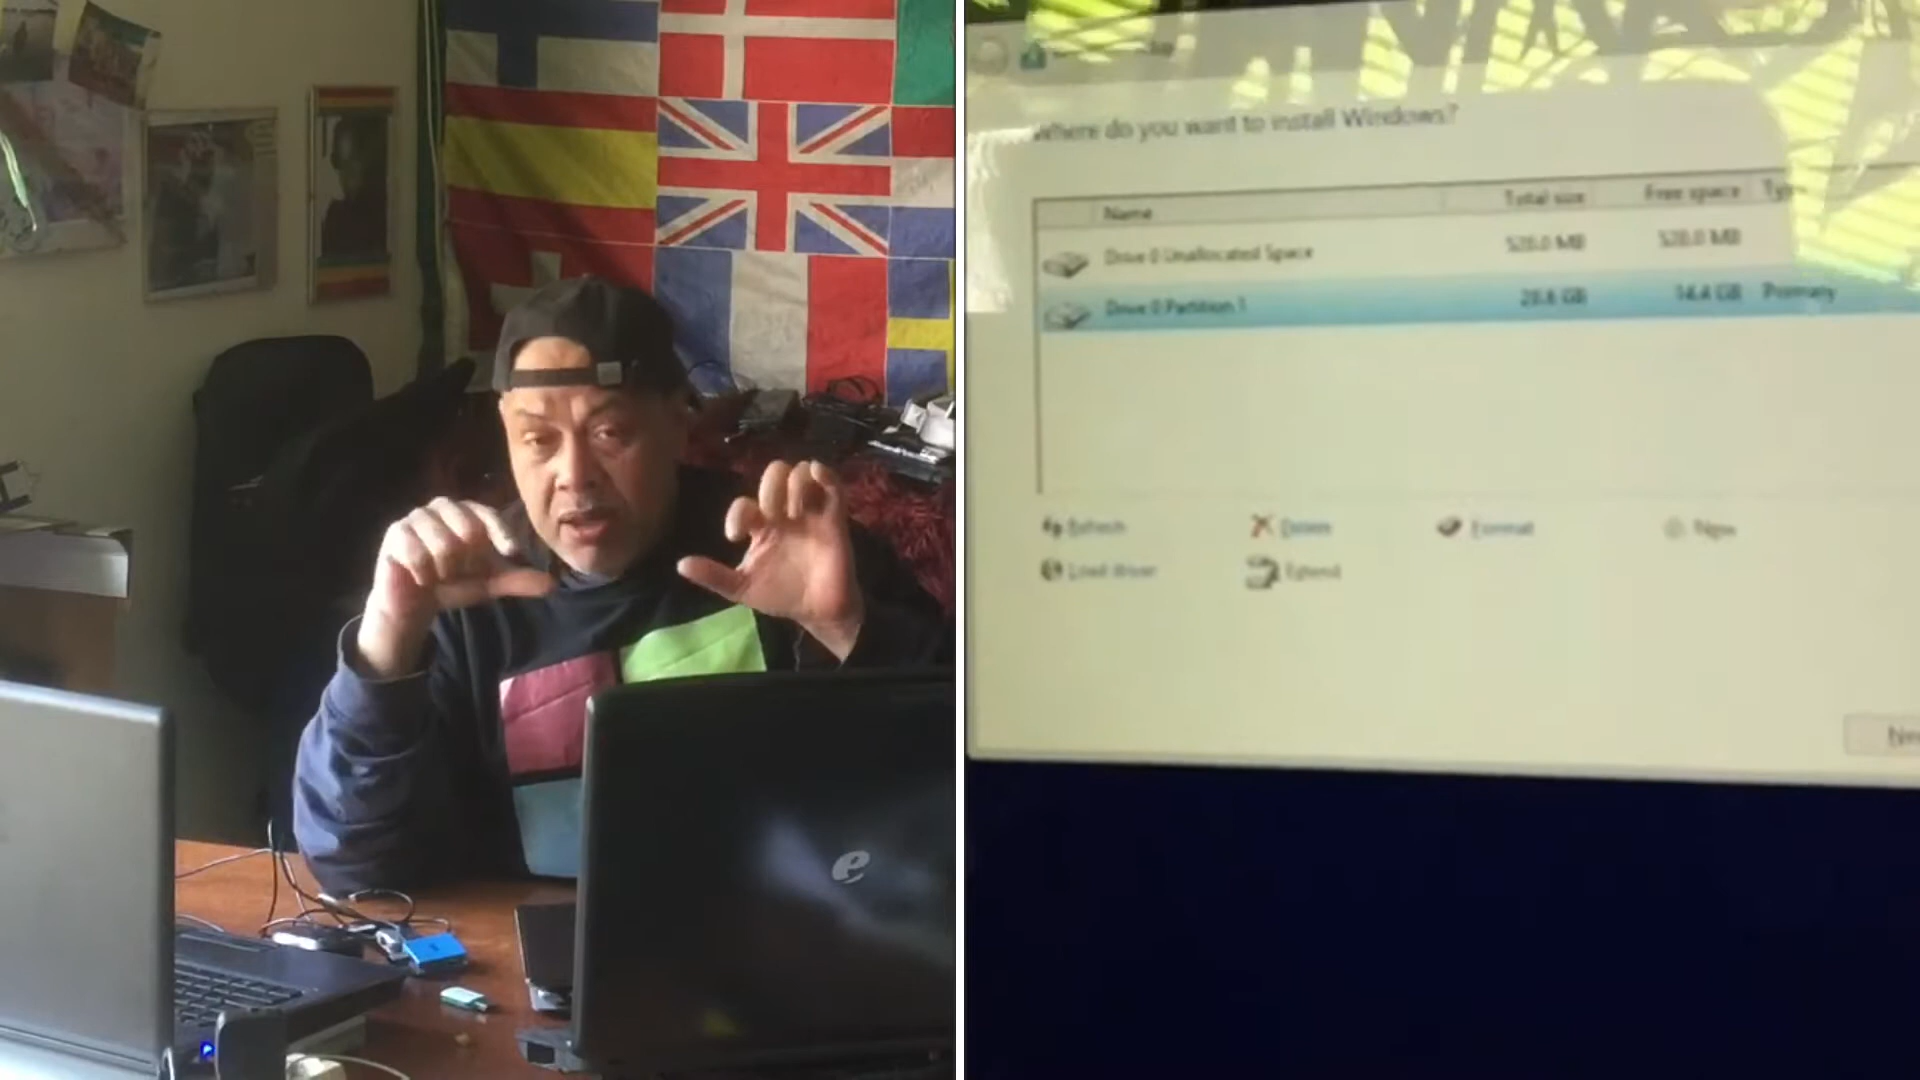 Where do you want to install Windows?
Name Total size Free space Type
Drive 0 Unallocated Space 520.0 MB 520.0 MB
Drive 0 Partition 1 28.8 GB 14.4 GB Primary
Refresh Delete Format New
Load driver Extend
e